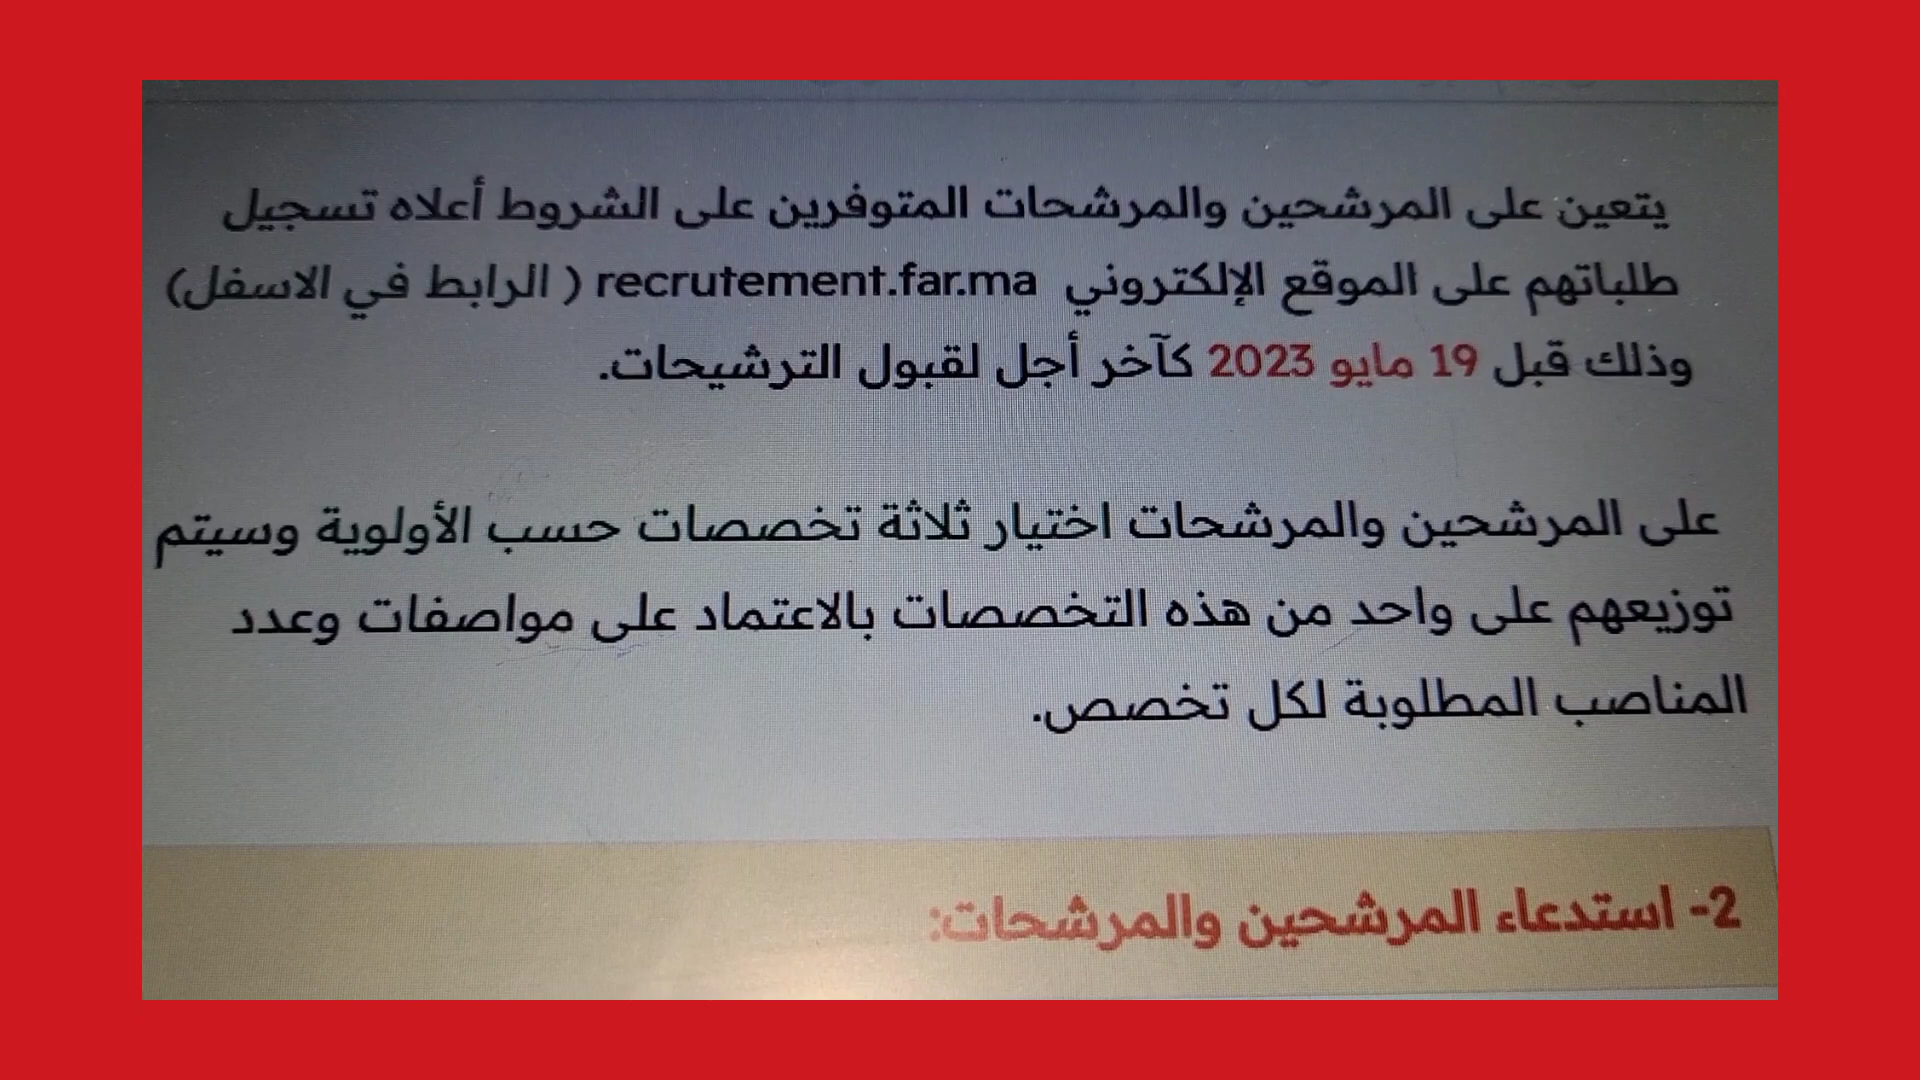 يتعين على المرشحين والمرشحات المتوفرين على الشروط أعلاه تسجيل
طلباتهم على الموقع الإلكتروني recrutement.far.ma ( الرابط في الاسفل)
وذلك قبل 19 مايو 2023 كآخر أجل لقبول الترشيحات.
على المرشحين والمرشحات اختيار ثلاثة تخصصات حسب الأولوية وسيتم
توزيعهم على واحد من هذه التخصصات بالاعتماد على مواصفات وعدد
المناصب المطلوبة لكل تخصص.
2- استدعاء المرشحين والمرشحات: